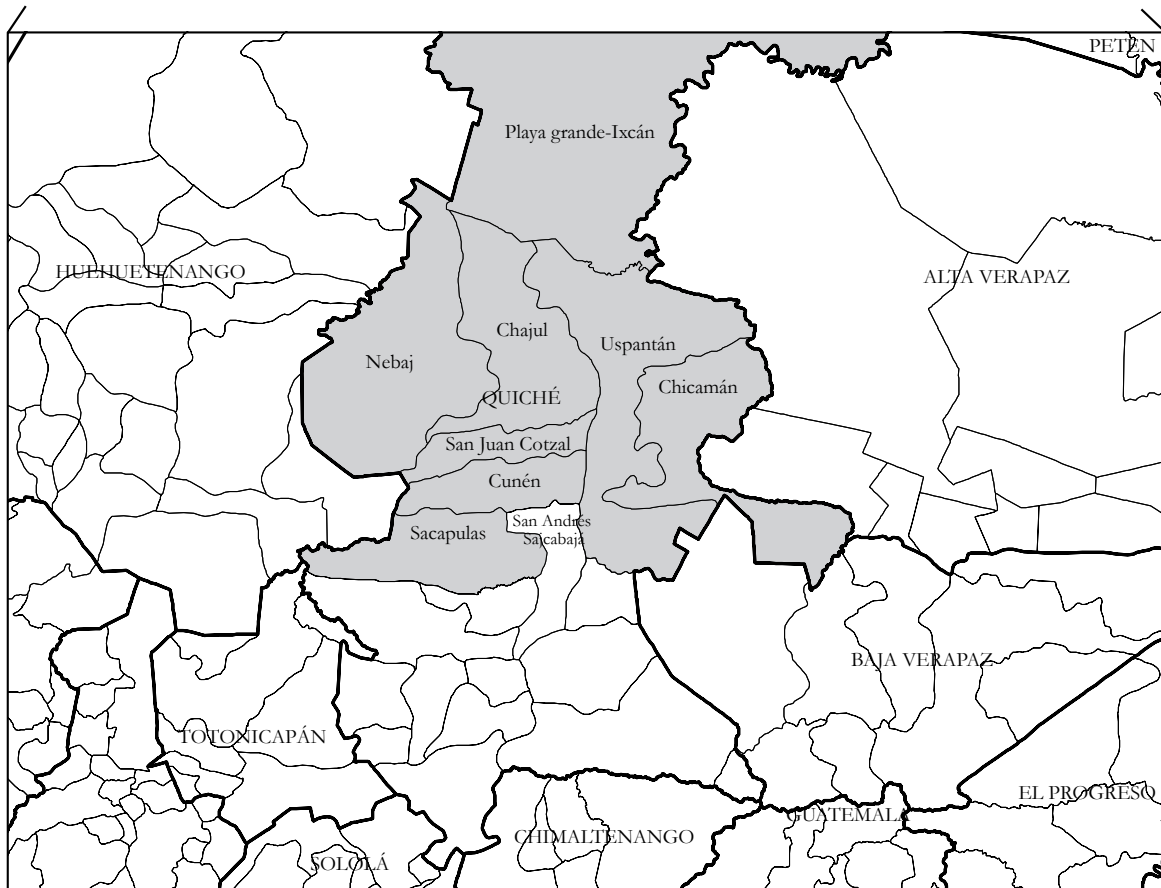 PETÉN
Playa grande-Ixcán
HUEHUETENANGO
ALTA VERAPAZ
Chajul
Uspantán
Nebaj
Chicamán
QUICHÉ
San Juan Cotzal
Cunén
San Andrés
Sajcabajá
Sacapulas
BAJA VERAPAZ
TOTONICAPÁN
EL PROGRESO
GUATEMALA
CHIMALTENANGO
SOLOLÁ